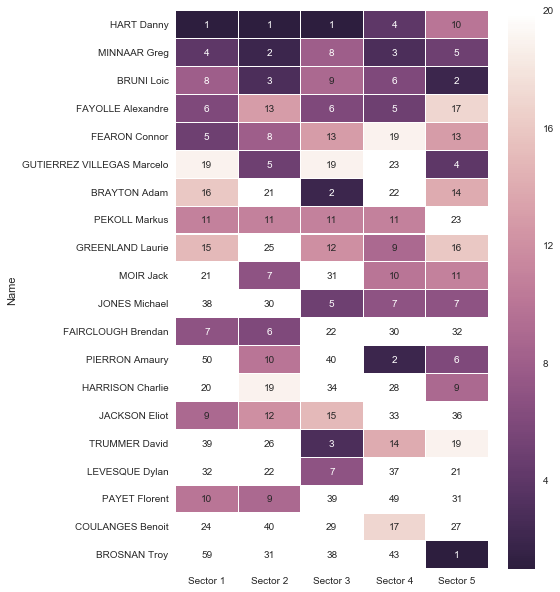 HART Danny 1 1 1 4 10
MINNAAR Greg 4 2 8 3 5
BRUNI Loic 8 3 9 6 2
FAYOLLE Alexandre 6 13 6 5 17
FEARON Connor 5 8 13 19 13
GUTIERREZ VILLEGAS Marcelo 19 5 19 23 4
BRAYTON Adam 16 21 2 22 14
PEKOLL Markus 11 11 11 11 23
GREENLAND Laurie 15 25 12 9 16
MOIR Jack 21 7 31 10 11
JONES Michael 38 30 5 7 7
FAIRCLOUGH Brendan 7 6 22 30 32
PIERRON Amaury 50 10 40 2 6
HARRISON Charlie 20 19 34 28 9
JACKSON Eliot 9 12 15 33 36
TRUMMER David 39 26 3 14 19
LEVESQUE Dylan 32 22 7 37 21
PAYET Florent 10 9 39 49 31
COULANGES Benoit 24 40 29 17 27
BROSNAN Troy 59 31 38 43 1
Sector 1 Sector 2 Sector 3 Sector 4 Sector 5
Name
20
16
12
8
4